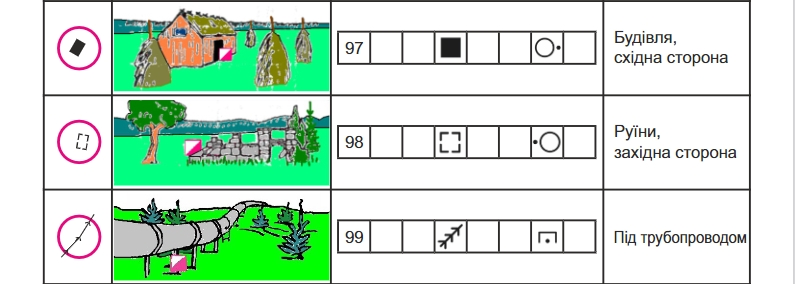 97
Будівля,
східна сторона
98
Руїни,
західна сторона
99
Під трубопроводом